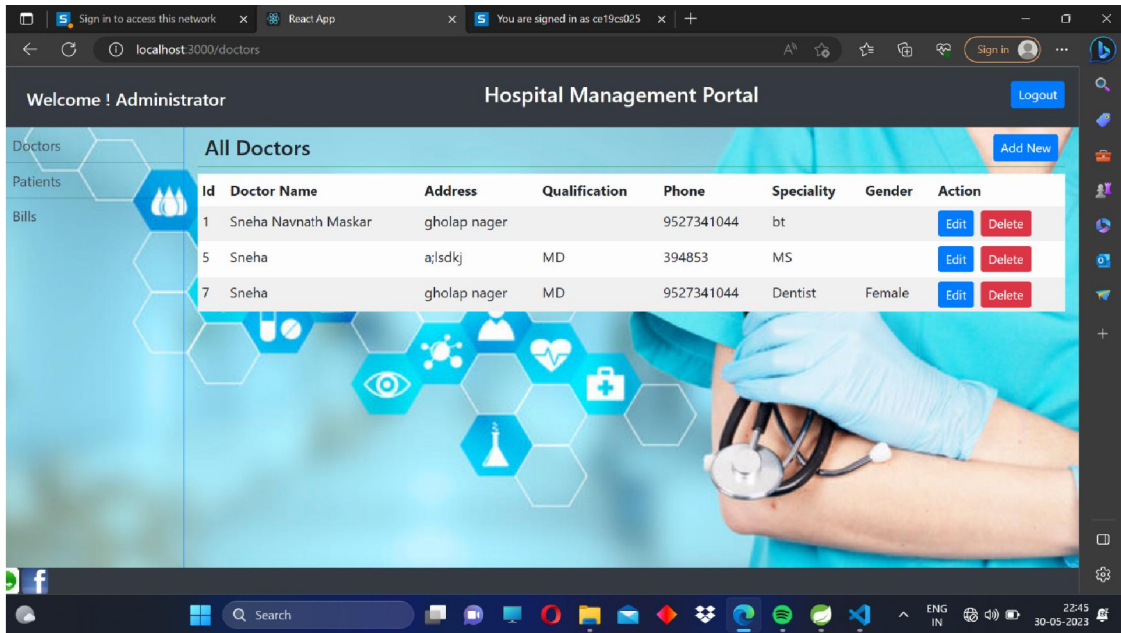 Sign in to access this network
React App
You are signed in as ce19cs025
localhost:3000/doctors
Sign in
Welcome ! Administrator
Hospital Management Portal
Logout
Doctors
Patients
Bills
All Doctors
Add New
Id Doctor Name Address Qualification Phone Speciality Gender Action
1 Sneha Navnath Maskar gholap nager 9527341044 bt Edit Delete
5 Sneha a;lsdkj MD 394853 MS Edit Delete
7 Sneha gholap nager MD 9527341044 Dentist Female Edit Delete
Search
ENG
IN
22:45
30-05-2023